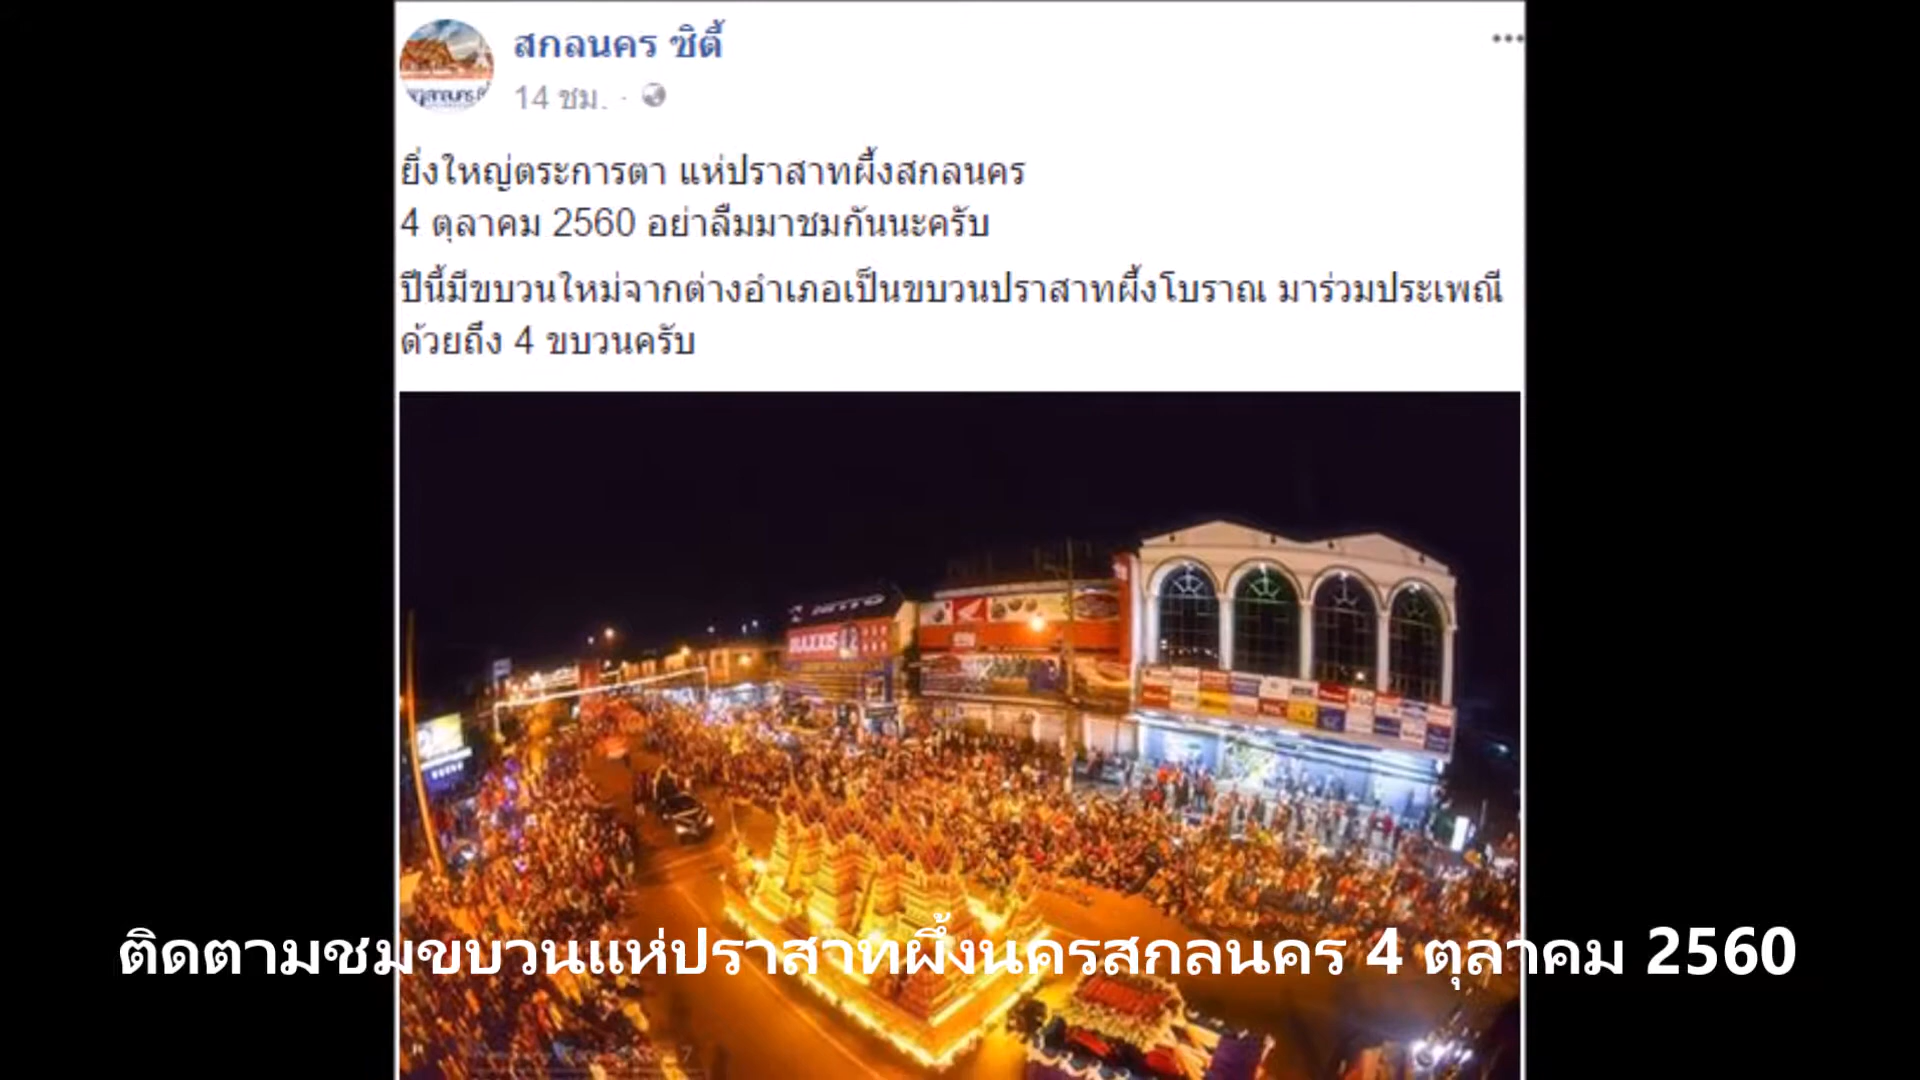 สกลนคร ซิตี้
14 ชม. ·
ยิ่งใหญ่ตระการตา แห่ปราสาทผึ้งสกลนคร
4 ตุลาคม 2560 อย่าลืมมาชมกันนะครับ
ปีนี้มีขบวนใหม่จากต่างอำเภอเป็นขบวนปราสาทผึ้งโบราณ มาร่วมประเพณี
ด้วยถึง 4 ขบวนครับ
NITTO
MAXXIS
ติดตามชมขบวนแห่ปราสาทผึ้งนครสกลนคร 4 ตุลาคม 2560